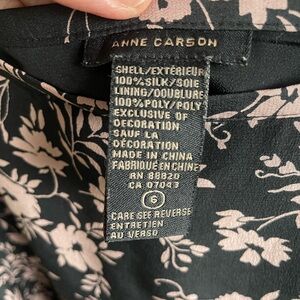 ANNE CARSON
SHELL/EXTÉRIEUR
100%SILK/SOIE
LINING/DOUBLURE
100%POLY/POLY
EXCLUSIVE OF
DECORATION
SAUF LA
DÉCORATION
MADE IN CHINA
FABRIQUÉ EN CHINE
RN 88820
CA 07043
6
CARE SEE REVERSE
ENTRETIEN
AU VERSO